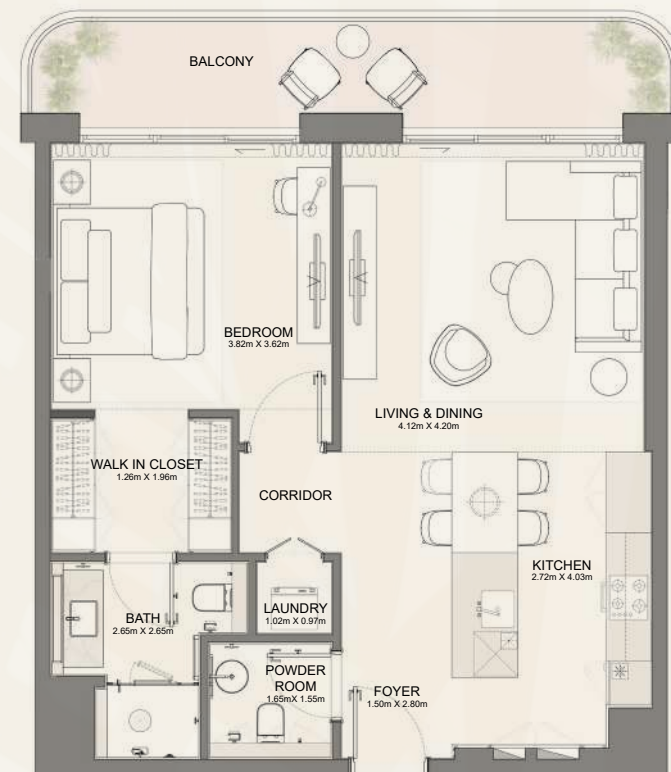 BALCONY
BEDROOM
3.82m X 3.62m
LIVING & DINING
4.12m X 4.20m
WALK IN CLOSET
1.26m X 1.96m
CORRIDOR
KITCHEN
2.72m X 4.03m
BATH
2.65m X 2.65m
LAUNDRY
1.02m X 0.97m
POWDER
ROOM
1.65mX 1.55m
FOYER
1.50m X 2.80m